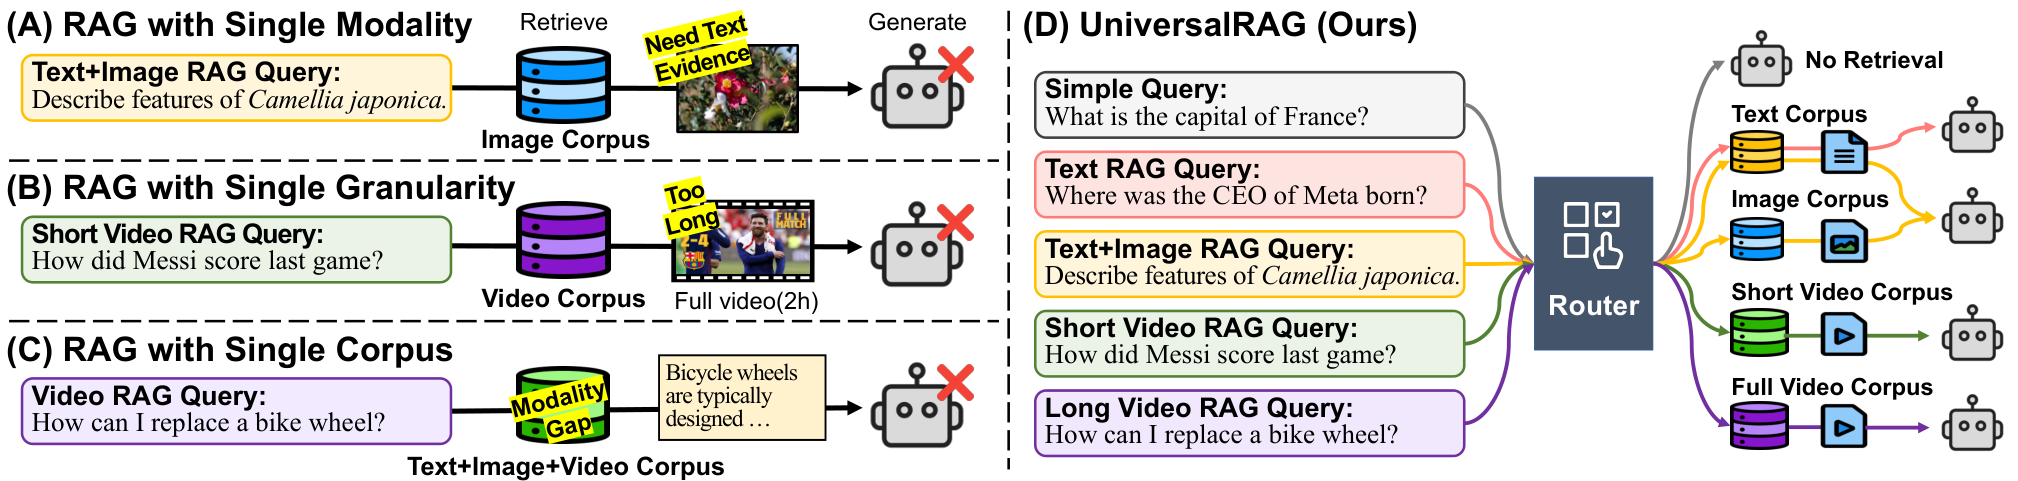 (A) RAG with Single Modality
Retrieve
Generate
Text+Image RAG Query:
Describe features of Camellia japonica.
Need Text
Evidence
Image Corpus
(B) RAG with Single Granularity
Short Video RAG Query:
How did Messi score last game?
Too
Long
FULL
MATCH
2-4
Video Corpus
Full video(2h)
(C) RAG with Single Corpus
Video RAG Query:
How can I replace a bike wheel?
Modality
Gap
Bicycle wheels
are typically
designed …
Text+Image+Video Corpus
(D) UniversalRAG (Ours)
Simple Query:
What is the capital of France?
Text RAG Query:
Where was the CEO of Meta born?
Text+Image RAG Query:
Describe features of Camellia japonica.
Short Video RAG Query:
How did Messi score last game?
Long Video RAG Query:
How can I replace a bike wheel?
Router
No Retrieval
Text Corpus
Image Corpus
Short Video Corpus
Full Video Corpus